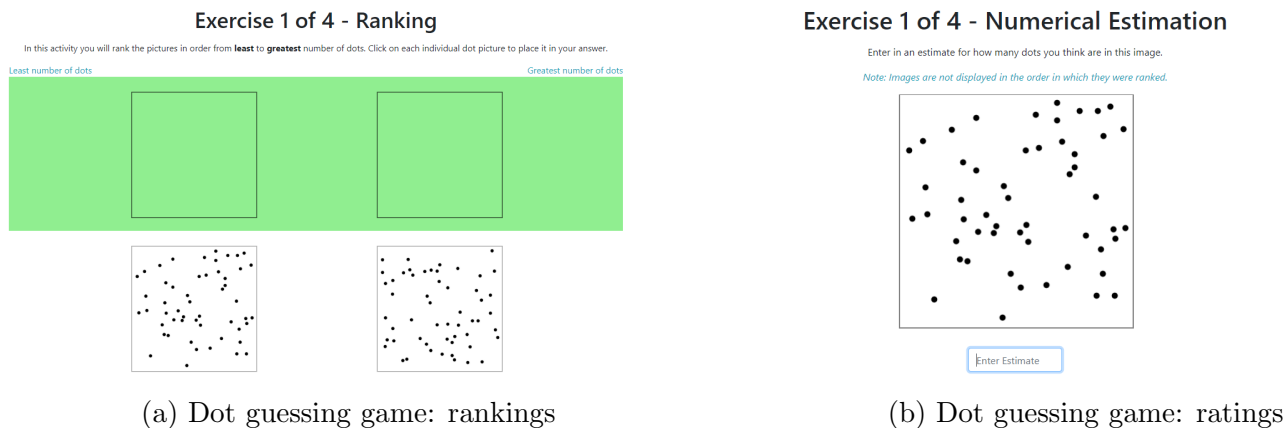 Exercise 1 of 4 - Ranking
In this activity you will rank the pictures in order from least to greatest number of dots. Click on each individual dot picture to place it in your answer.
Least number of dots
Greatest number of dots
(a) Dot guessing game: rankings
Exercise 1 of 4 - Numerical Estimation
Enter in an estimate for how many dots you think are in this image.
Note: Images are not displayed in the order in which they were ranked.
Enter Estimate
(b) Dot guessing game: ratings